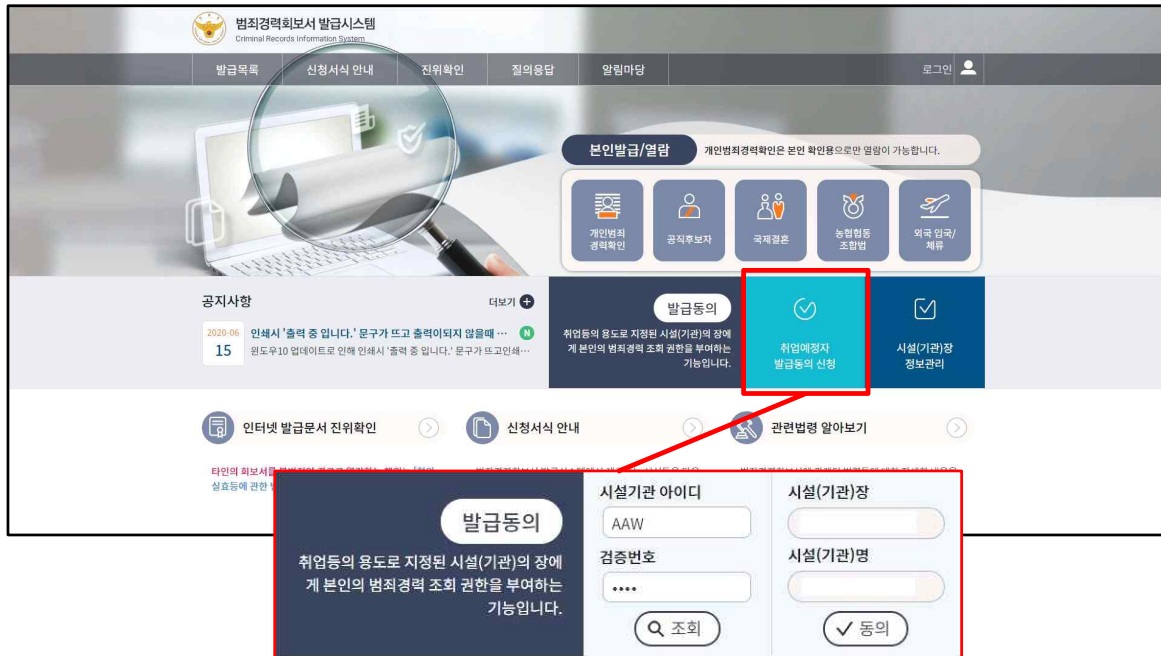 범죄경력회보서 발급시스템
Criminal Records Information System
발급목록
신청서식 안내
진위확인
질의응답
알림마당
로그인
본인발급/열람
개인범죄경력확인은 본인 확인용으로만 열람이 가능합니다.
개인범죄
경력확인
공직후보자
국제결혼
농협협동
조합법
외국 입국/
체류
공지사항
더보기
2020-06
15
인쇄시 '출력 중 입니다.' 문구가 뜨고 출력이되지 않을때 ···
N
윈도우10 업데이트로 인해 인쇄시 '출력 중 입니다.' 문구가 뜨고인쇄···
발급동의
취업등의 용도로 지정된 시설(기관)의 장에
게 본인의 범죄경력 조회 권한을 부여하는
기능입니다.
취업예정자
발급동의 신청
시설(기관)장
정보관리
인터넷 발급문서 진위확인
신청서식 안내
관련법령 알아보기
타인의 회보서를
실효등에 관한
발급동의
취업등의 용도로 지정된 시설(기관)의 장에
게 본인의 범죄경력 조회 권한을 부여하는
기능입니다.
시설기관 아이디
AAW
검증번호
••••
조회
시설(기관)장
시설(기관)명
동의